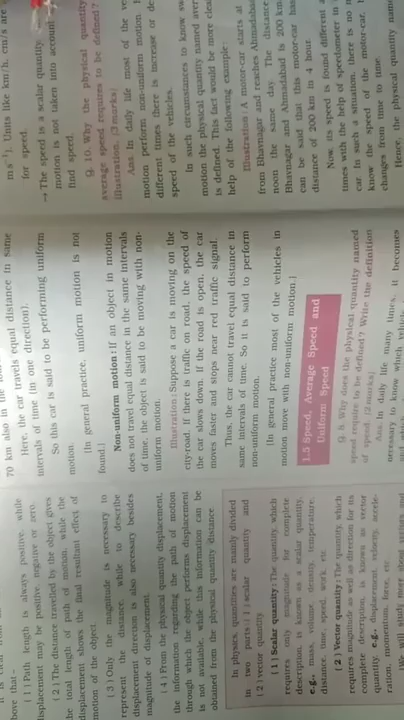 above that –
( 1 ) Path length is always positive, while
displacement may be positive, negative or zero.
( 2 ) The distance travelled by the object gives
the total length of path of motion, while the
displacement shows the final resultant effect of
motion of the object.
( 3 ) Only the magnitude is necessary to
represent the distance, while to describe
displacement direction is also necessary besides
magnitude of displacement.
( 4 ) From the physical quantity displacement,
the information regarding the path of motion
through which the object performs displacement
is not available, while this information can be
obtained from the physical quantity distance.
In physics, quantities are mainly divided
in two parts : ( 1 ) scalar quantity and
( 2 ) vector quantity
( 1 ) Scalar quantity : The quantity which
requires only magnitude for complete
description, is known as a scalar quantity.
e.g., mass, volume, density, temperature,
distance, time, speed, work, etc.
( 2 ) Vector quantity : The quantity which
requires magnitude as well as direction for its
complete description, is known as vector
quantity. e.g., displacement, velocity, accele-
ration, momentum, force, etc.
( We will study more about vectors and
70 km also in the
Here, the car travels equal distance in same
intervals of time (in one direction).
So this car is said to be performing uniform
motion.
[In general practice, uniform motion is not
found.]
Non-uniform motion : If an object in motion
does not travel equal distance in the same intervals
of time, the object is said to be moving with non-
uniform motion.
Illustration : Suppose a car is moving on the
city-road. If there is traffic on road, the speed of
the car slows down. If the road is open, the car
moves faster and stops near red traffic signal.
Thus, the car cannot travel equal distance in
same intervals of time. So it is said to perform
non-uniform motion.
[In general practice most of the vehicles in
motion move with non-uniform motion.]
1.5 Speed, Average Speed and
Uniform Speed
Q. 8. Why does the physical quantity named
speed require to be defined ? Write the definition
of speed. [2 marks]
Ans. In daily life many times, it becomes
necessary to know which
m s⁻¹). Units like km/h, cm/s are
for speed.
→ The speed is a scalar quantity.
motion is not taken into account
find speed.
Q. 10. Why the physical quantity
average speed requires to be defined ?
illustration. [3 marks]
Ans. In daily life most of the
motion perform non-uniform motion.
different times there is increase or
speed of the vehicles.
In such circumstances to know
motion the physical quantity named
is defined. This fact would be more
help of the following example :
Illustration : A motor-car starts at
from Bhavnagar and reaches Ahmadabad
noon the same day. The distance
Bhavnagar and Ahmadabad is 200 km.
can be said that this motor-car has
distance of 200 km in 4 hour
Now, its speed is found different at
times with the help of speedometer in
car. In such a situation, there is no
know the speed of the motor-car,
changes from time to time.
Hence, the physical quantity